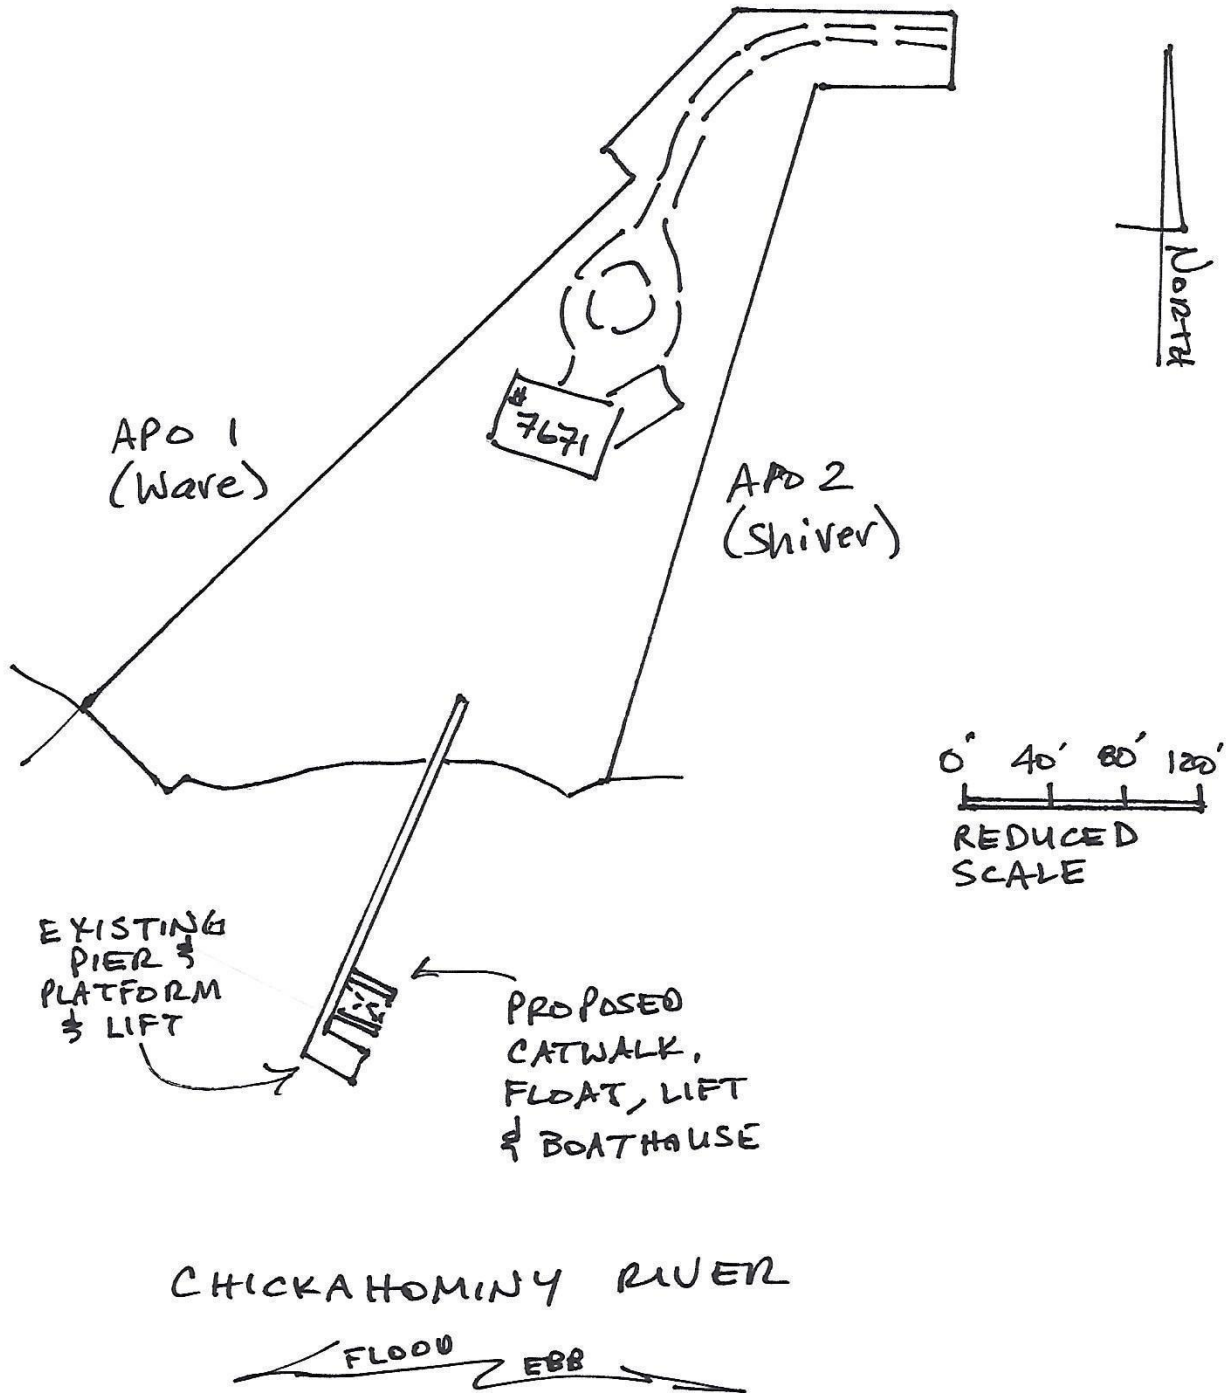 North
#
7671
APO 1
(Ware)
APO 2
(Shiver)
0' 40' 80' 120'
REDUCED
SCALE
EXISTING
PIER &
PLATFORM
& LIFT
PROPOSED
CATWALK,
FLOAT, LIFT
& BOATHOUSE
CHICKAHOMINY RIVER
FLOOD EBB